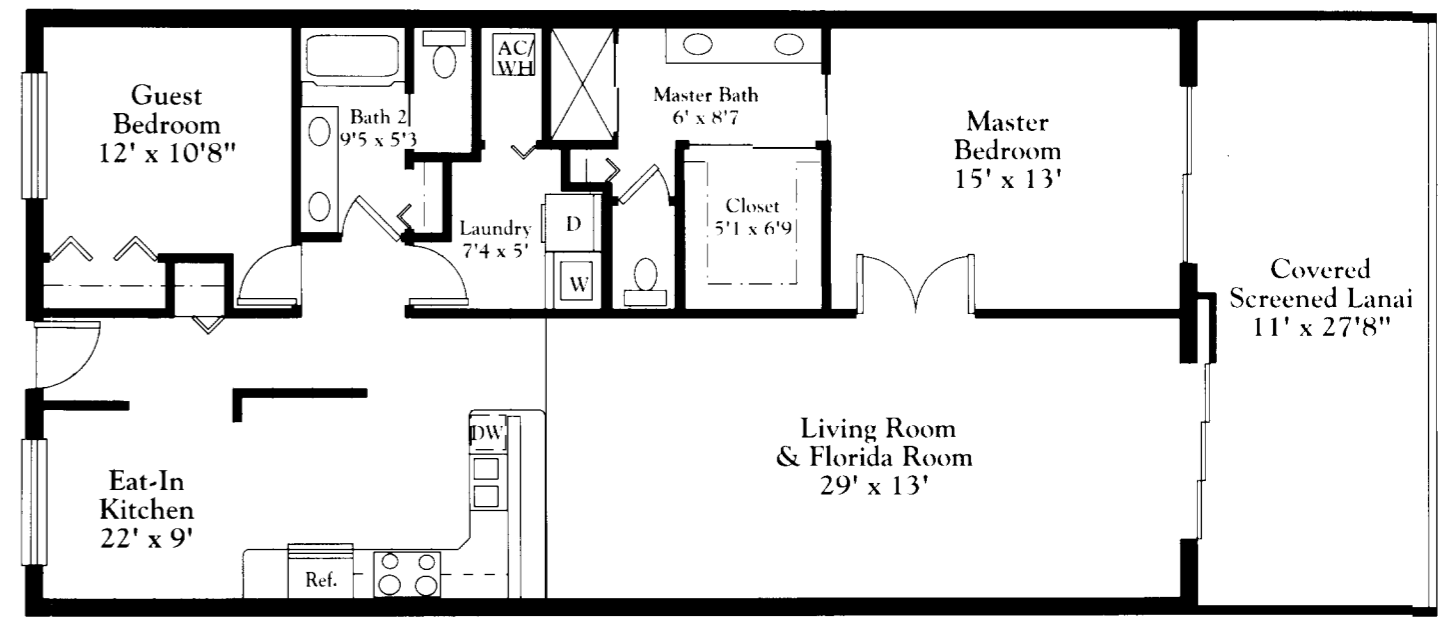 Guest
Bedroom
12' x 10'8"
Bath 2
9'5 x 5'3
AC/
WH
Master Bath
6' x 8'7
Master
Bedroom
15' x 13'
Laundry
7'4 x 5'
D
W
Closet
5'1 x 6'9
Covered
Screened Lanai
11' x 27'8"
Eat-In
Kitchen
22' x 9'
DW
Ref.
Living Room
& Florida Room
29' x 13'